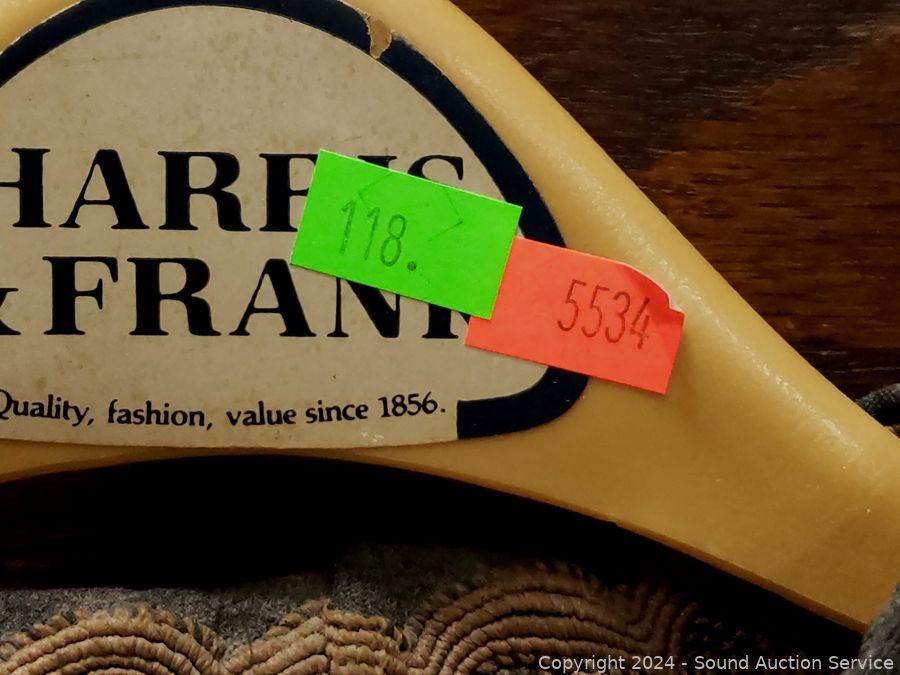 HARRIS
& FRANK
Quality, fashion, value since 1856.
118.
5534
Copyright 2024 - Sound Auction Service